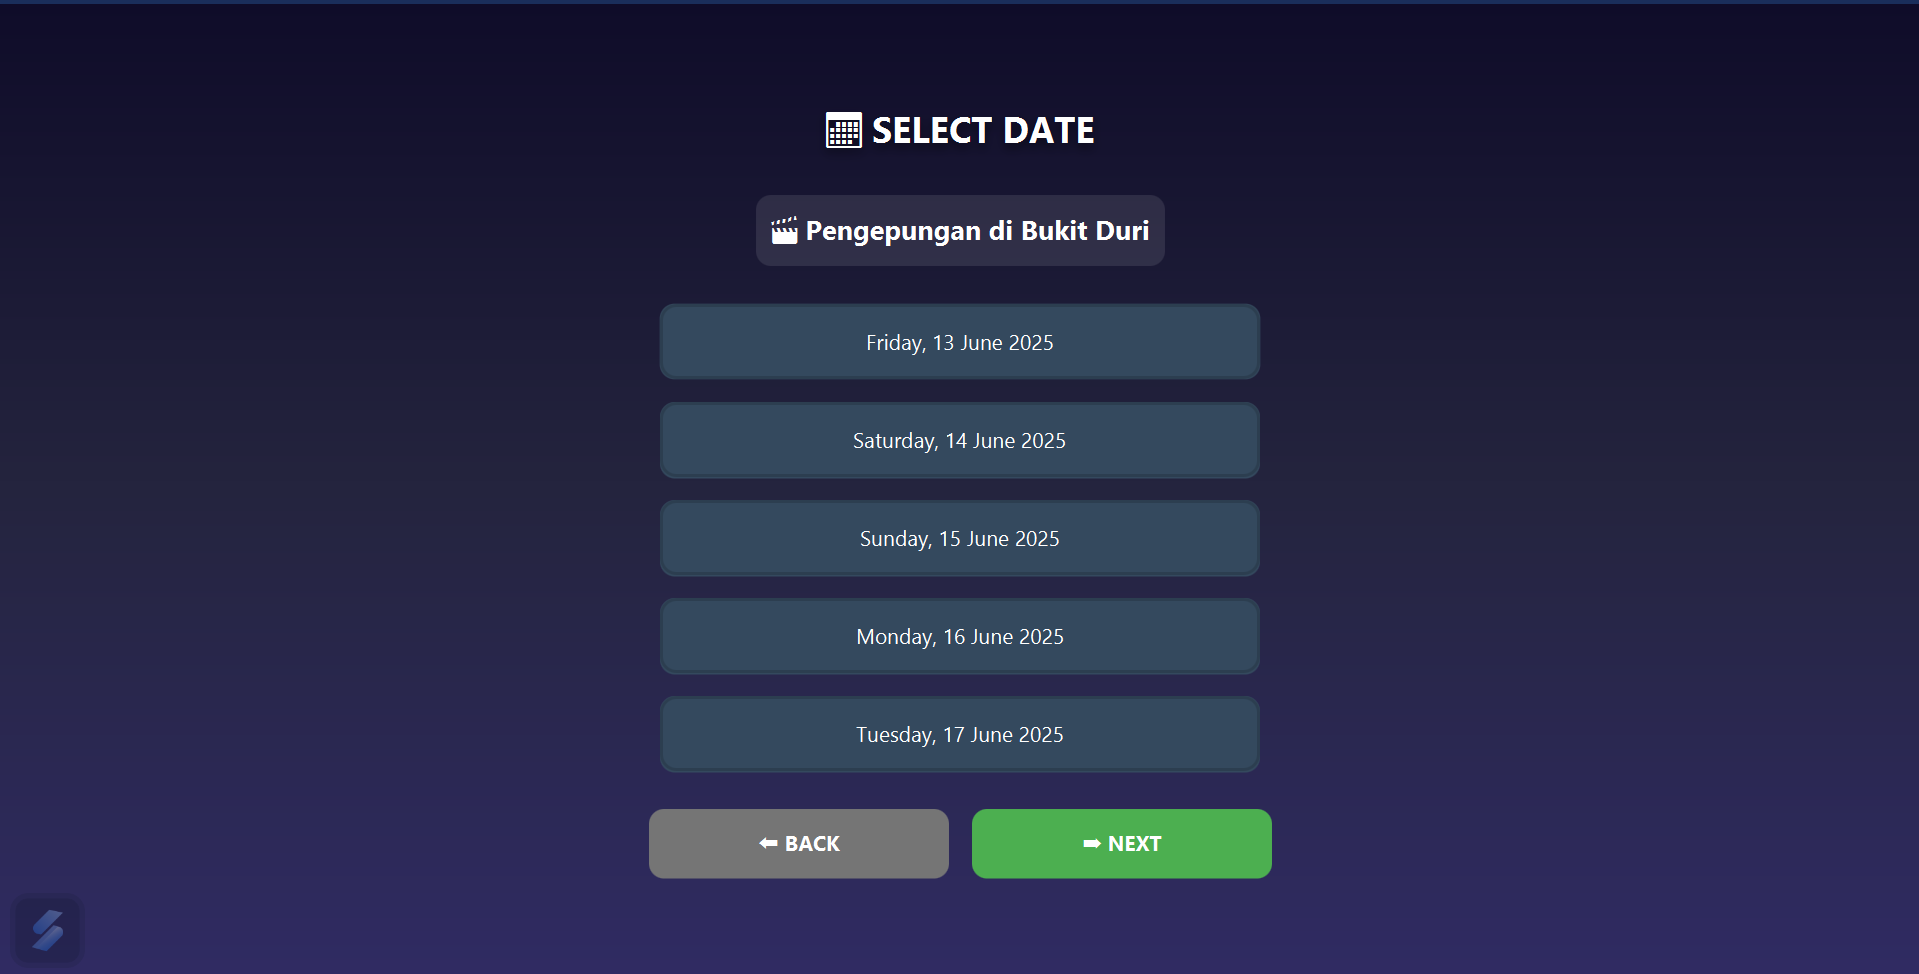 SELECT DATE
Pengepungan di Bukit Duri
Friday, 13 June 2025
Saturday, 14 June 2025
Sunday, 15 June 2025
Monday, 16 June 2025
Tuesday, 17 June 2025
⬅ BACK
➡ NEXT